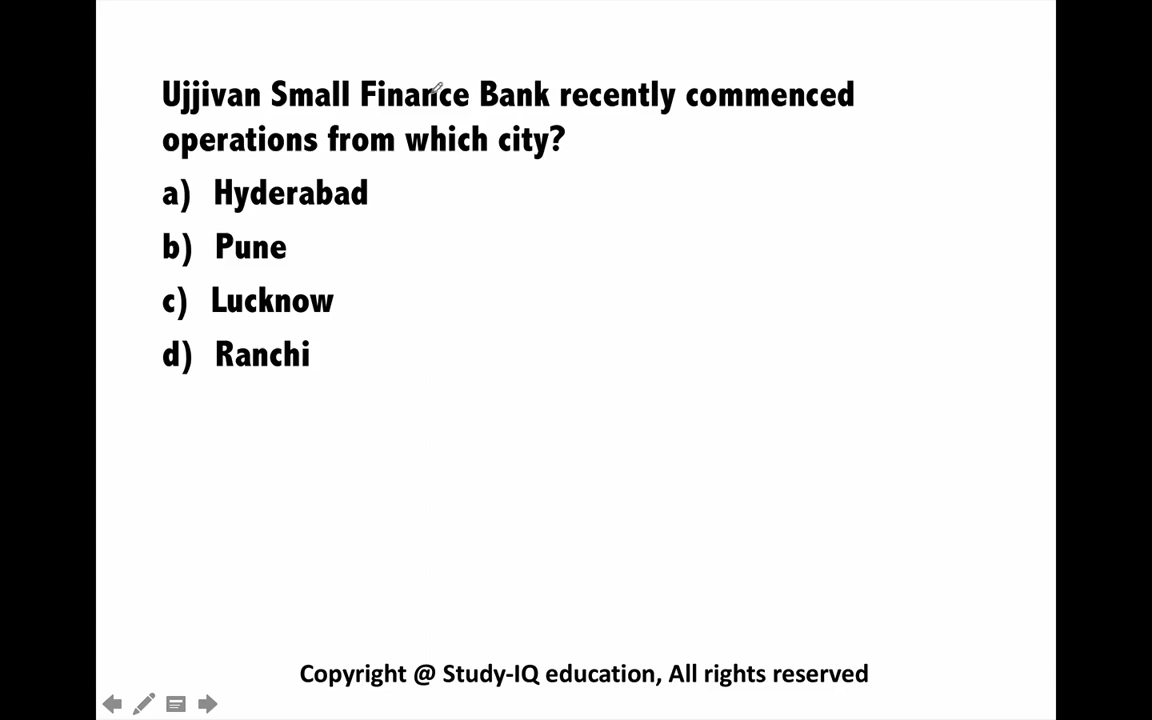 Ujjivan Small Finance Bank recently commenced
operations from which city?
a) Hyderabad
b) Pune
c) Lucknow
d) Ranchi
Copyright @ Study-IQ education, All rights reserved